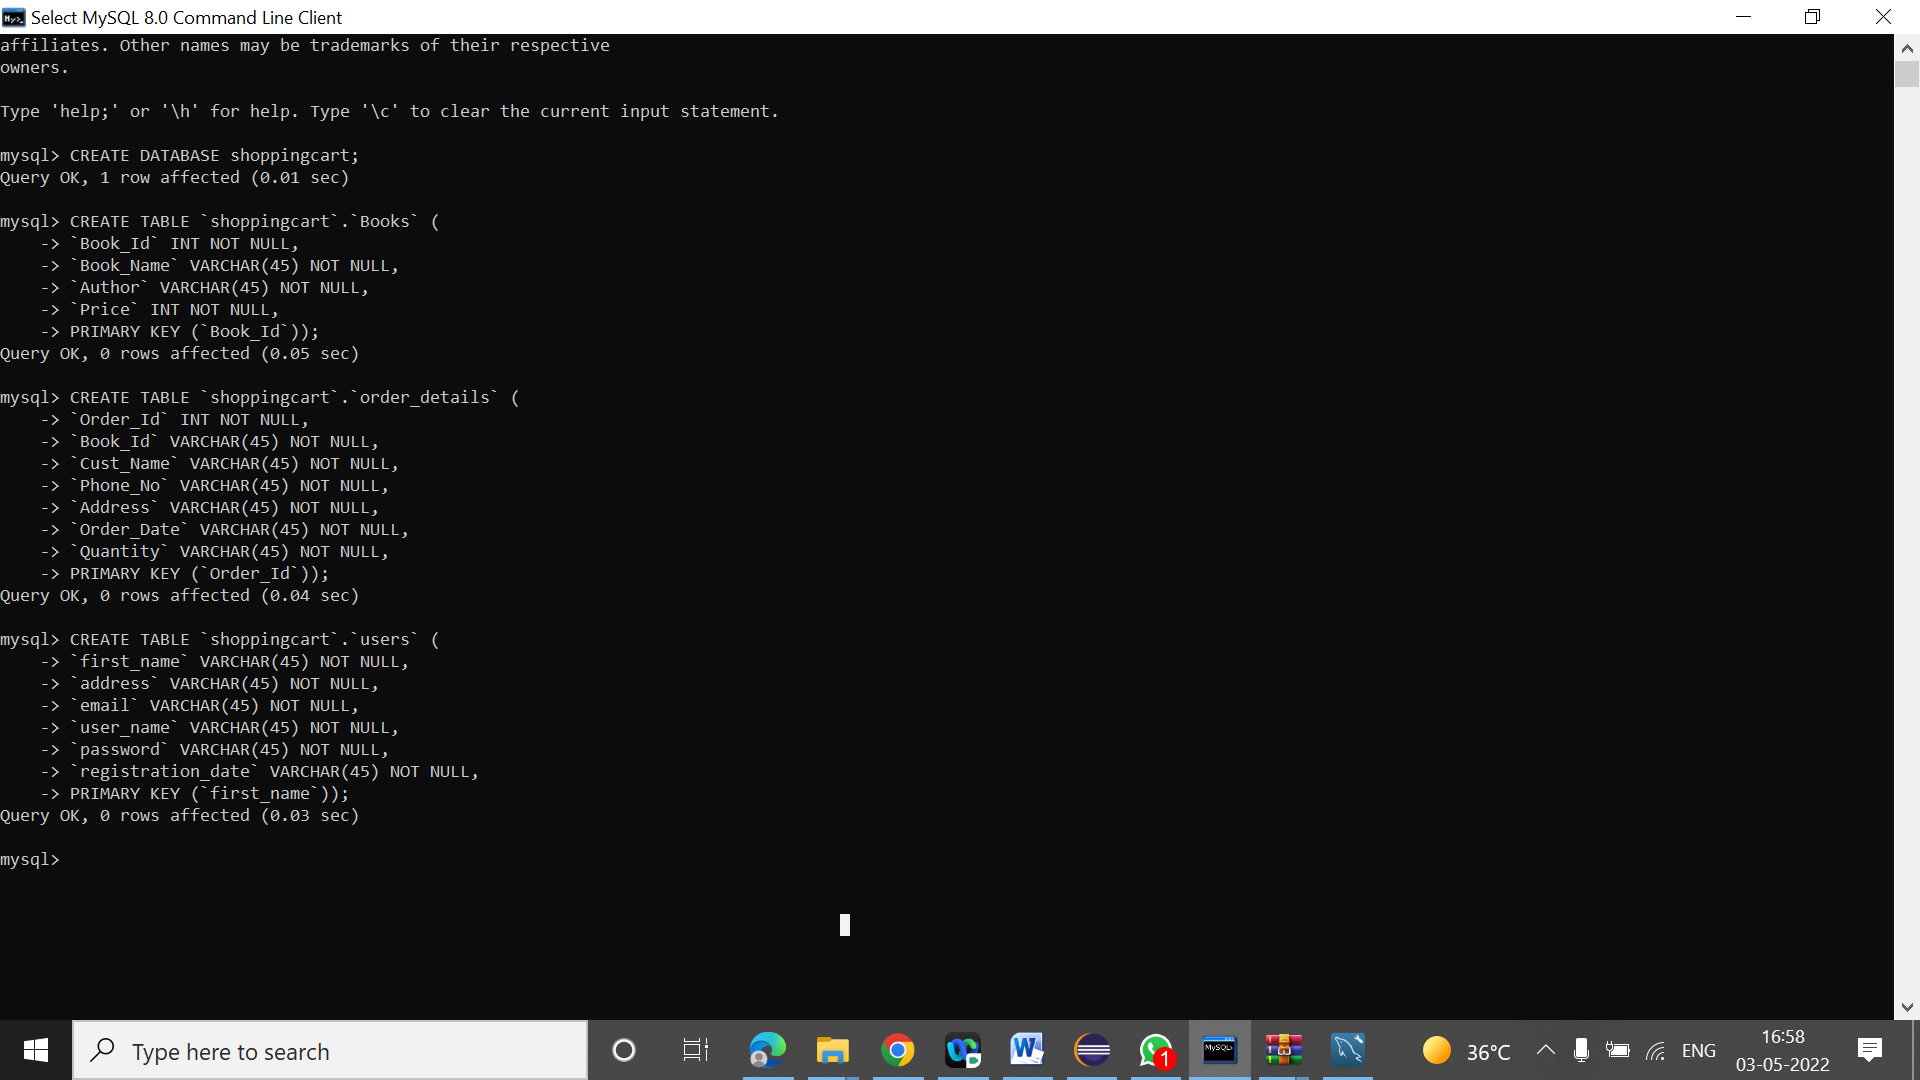 Select MySQL 8.0 Command Line Client
affiliates. Other names may be trademarks of their respective
owners.
Type 'help;' or '\h' for help. Type '\c' to clear the current input statement.
mysql> CREATE DATABASE shoppingcart;
Query OK, 1 row affected (0.01 sec)
mysql> CREATE TABLE `shoppingcart`.`Books` (
    -> `Book_Id` INT NOT NULL,
    -> `Book_Name` VARCHAR(45) NOT NULL,
    -> `Author` VARCHAR(45) NOT NULL,
    -> `Price` INT NOT NULL,
    -> PRIMARY KEY (`Book_Id`));
Query OK, 0 rows affected (0.05 sec)
mysql> CREATE TABLE `shoppingcart`.`order_details` (
    -> `Order_Id` INT NOT NULL,
    -> `Book_Id` VARCHAR(45) NOT NULL,
    -> `Cust_Name` VARCHAR(45) NOT NULL,
    -> `Phone_No` VARCHAR(45) NOT NULL,
    -> `Address` VARCHAR(45) NOT NULL,
    -> `Order_Date` VARCHAR(45) NOT NULL,
    -> `Quantity` VARCHAR(45) NOT NULL,
    -> PRIMARY KEY (`Order_Id`));
Query OK, 0 rows affected (0.04 sec)
mysql> CREATE TABLE `shoppingcart`.`users` (
    -> `first_name` VARCHAR(45) NOT NULL,
    -> `address` VARCHAR(45) NOT NULL,
    -> `email` VARCHAR(45) NOT NULL,
    -> `user_name` VARCHAR(45) NOT NULL,
    -> `password` VARCHAR(45) NOT NULL,
    -> `registration_date` VARCHAR(45) NOT NULL,
    -> PRIMARY KEY (`first_name`));
Query OK, 0 rows affected (0.03 sec)
mysql>
Type here to search
W
1
MySQL
36°C
ENG
16:58
03-05-2022